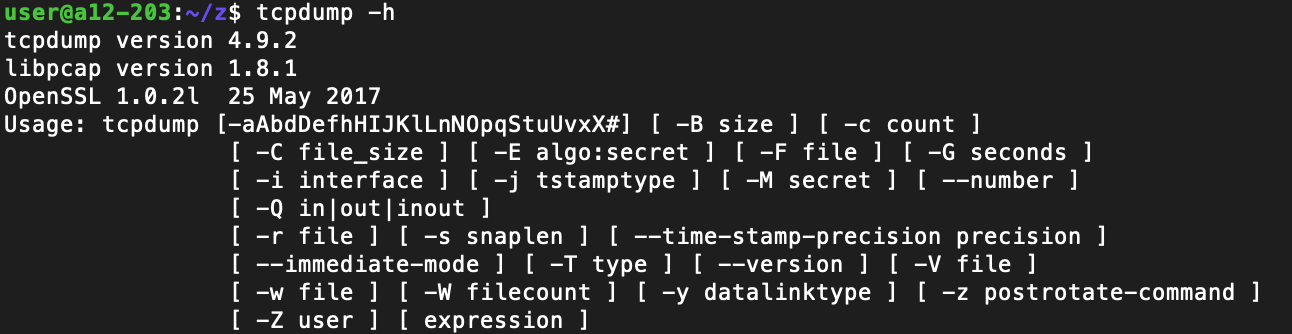 user@a12-203:~/z$ tcpdump -h
tcpdump version 4.9.2
libpcap version 1.8.1
OpenSSL 1.0.2l  25 May 2017
Usage: tcpdump [-aAbdDefhHIJKlLnNOpqStuUvxX#] [ -B size ] [ -c count ]
[ -C file_size ] [ -E algo:secret ] [ -F file ] [ -G seconds ]
[ -i interface ] [ -j tstamptype ] [ -M secret ] [ --number ]
[ -Q in|out|inout ]
[ -r file ] [ -s snaplen ] [ --time-stamp-precision precision ]
[ --immediate-mode ] [ -T type ] [ --version ] [ -V file ]
[ -w file ] [ -W filecount ] [ -y datalinktype ] [ -z postrotate-command ]
[ -Z user ] [ expression ]